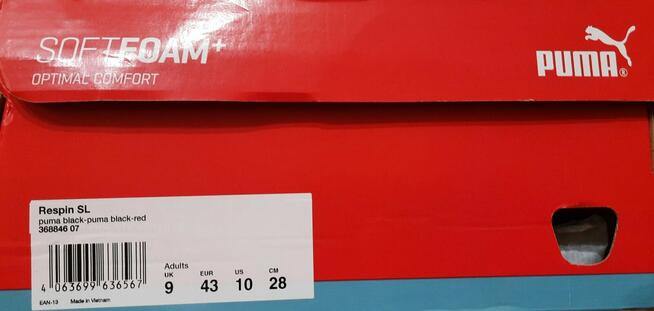 SOFTFOAM+
OPTIMAL COMFORT
PUMA®
Respin SL
puma black-puma black-red
368846 07
Adults
UK EUR US CM
9 43 10 28
4 063699 636567
EAN-13 Made in Vietnam